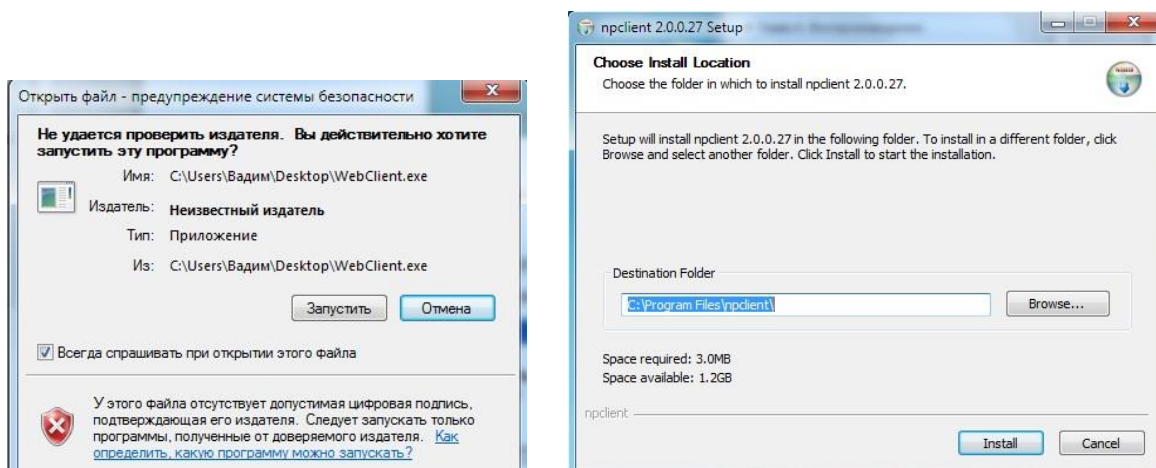 Открыть файл - предупреждение системы безопасности
Не удается проверить издателя. Вы действительно хотите
запустить эту программу?
Имя: C:\Users\Вадим\Desktop\WebClient.exe
Издатель: Неизвестный издатель
Тип: Приложение
Из: C:\Users\Вадим\Desktop\WebClient.exe
Запустить
Отмена
Всегда спрашивать при открытии этого файла
У этого файла отсутствует допустимая цифровая подпись,
подтверждающая его издателя. Следует запускать только
программы, полученные от доверяемого издателя. Как
определить, какую программу можно запускать?
npclient 2.0.0.27 Setup
Choose Install Location
Choose the folder in which to install npclient 2.0.0.27.
Setup will install npclient 2.0.0.27 in the following folder. To install in a different folder, click
Browse and select another folder. Click Install to start the installation.
Destination Folder
C:\Program Files\npclient\
Browse...
Space required: 3.0MB
Space available: 1.2GB
npclient
Install
Cancel